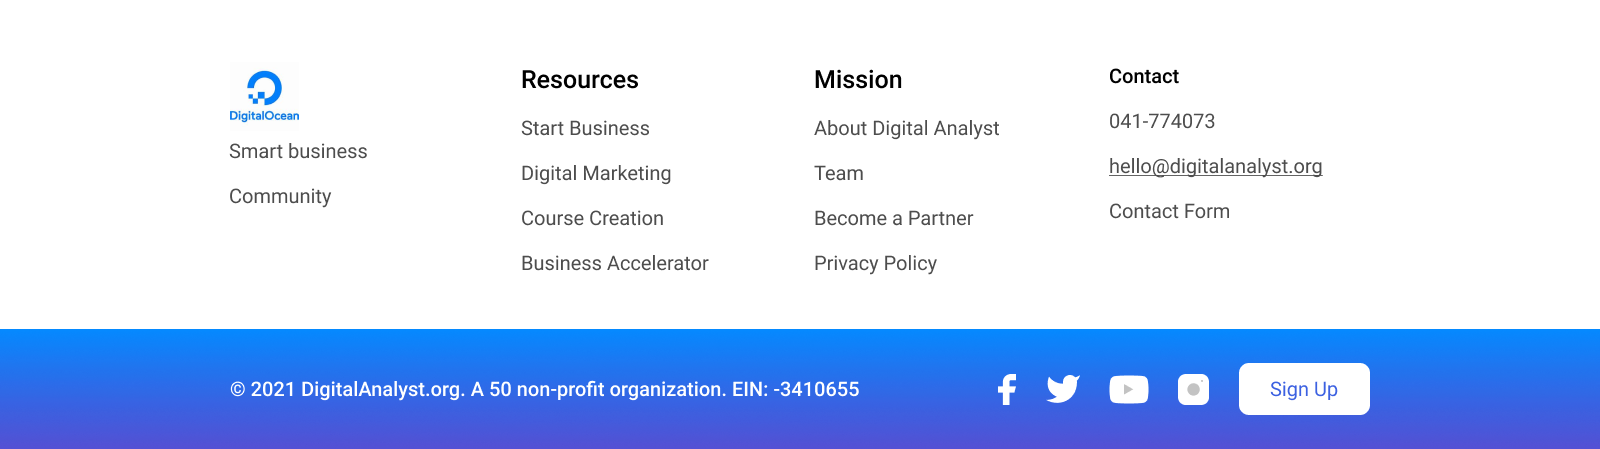 DigitalOcean
Smart business
Community
Resources
Start Business
Digital Marketing
Course Creation
Business Accelerator
Mission
About Digital Analyst
Team
Become a Partner
Privacy Policy
Contact
041-774073
hello@digitalanalyst.org
Contact Form
© 2021 DigitalAnalyst.org. A 50 non-profit organization. EIN: -3410655
Sign Up